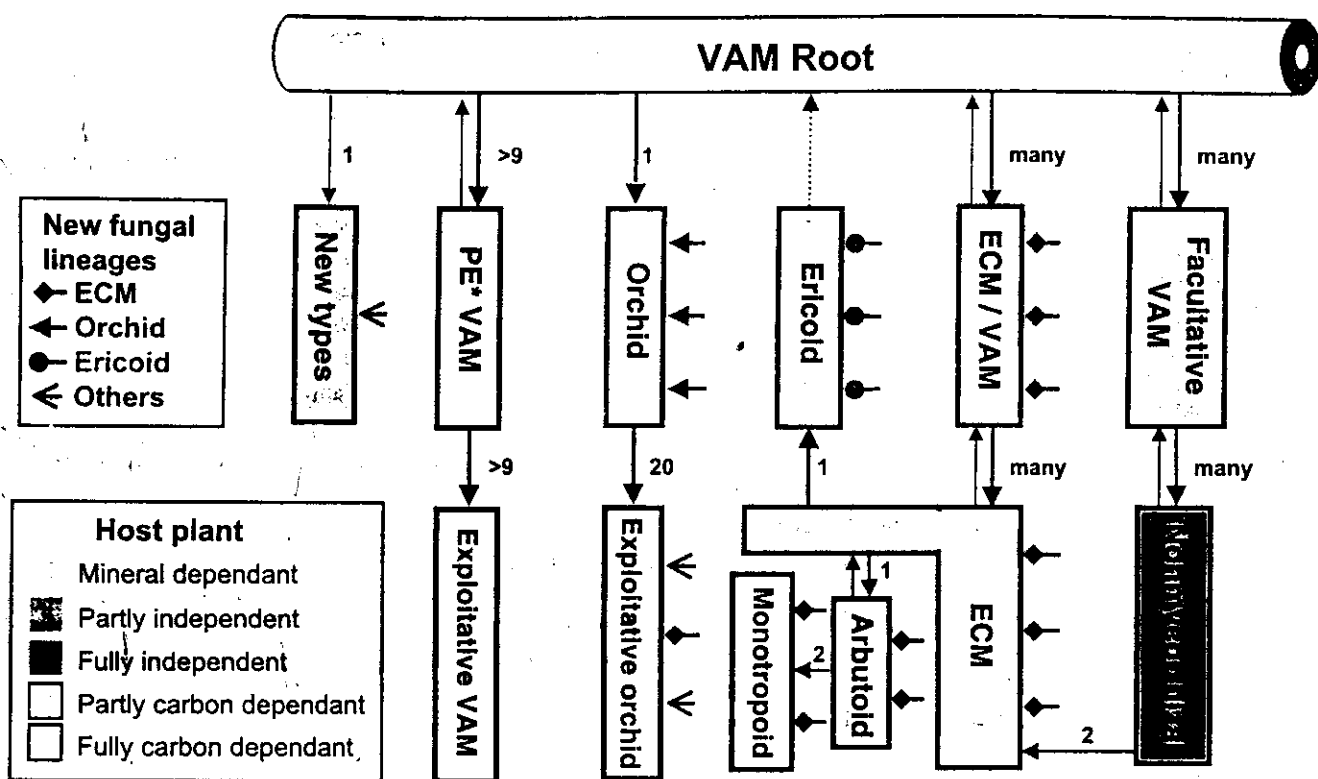 VAM Root
1
>9
1
many
many
New fungal
lineages
ECM
Orchid
Ericoid
Others
New types
PE* VAM
Orchid
Ericoid
ECM / VAM
Facultative
VAM
>9
20
1
many
many
Host plant
Mineral dependant
Partly independent
Fully independent
Partly carbon dependant
Fully carbon dependant
Exploitative VAM
Exploitative orchid
Monotropoid
2
Arbutoid
1
ECM
2
Nonmycorrhizal